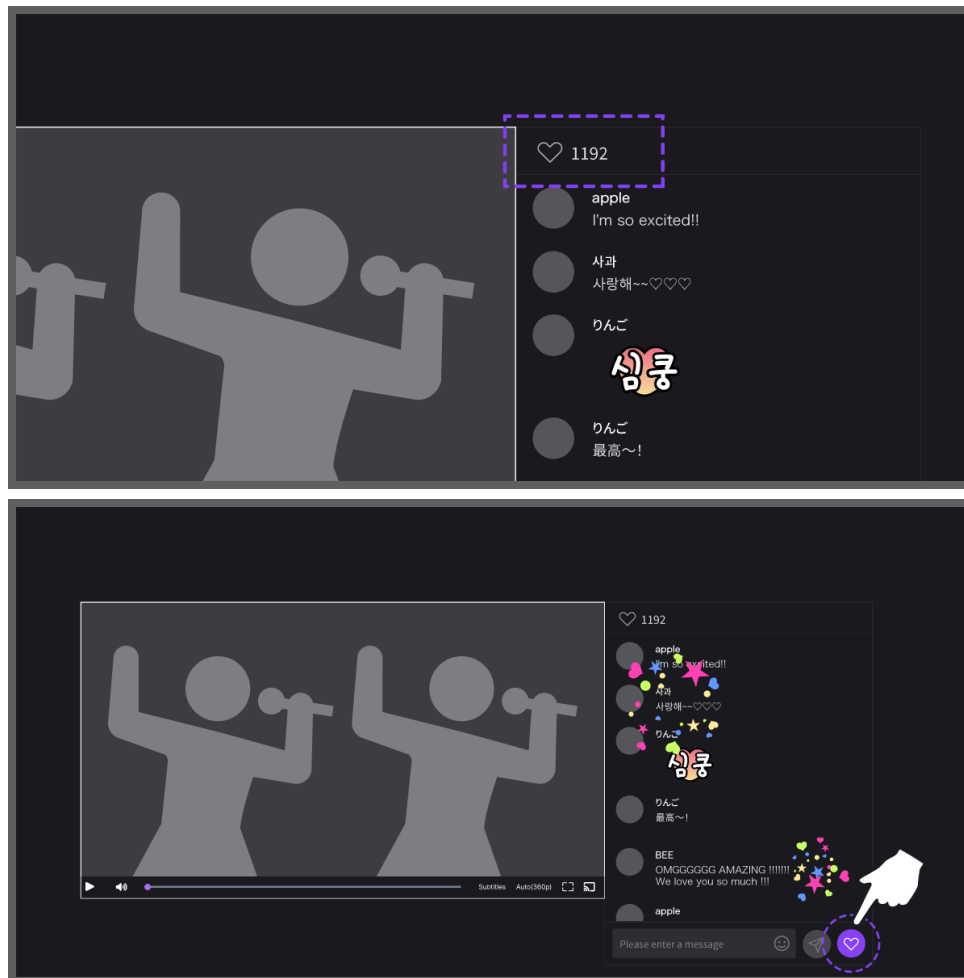 1192
apple
I'm so excited!!
사과
사랑해~~♡♡♡
りんご
심쿵
りんご
最高～!
1192
apple
I'm so excited!!
사과
사랑해~~♡♡♡
りんご
심쿵
りんご
最高～!
BEE
OMGGGGGG AMAZING !!!!!!!
We love you so much !!!
apple
Subtitles Auto(360p)
Please enter a message